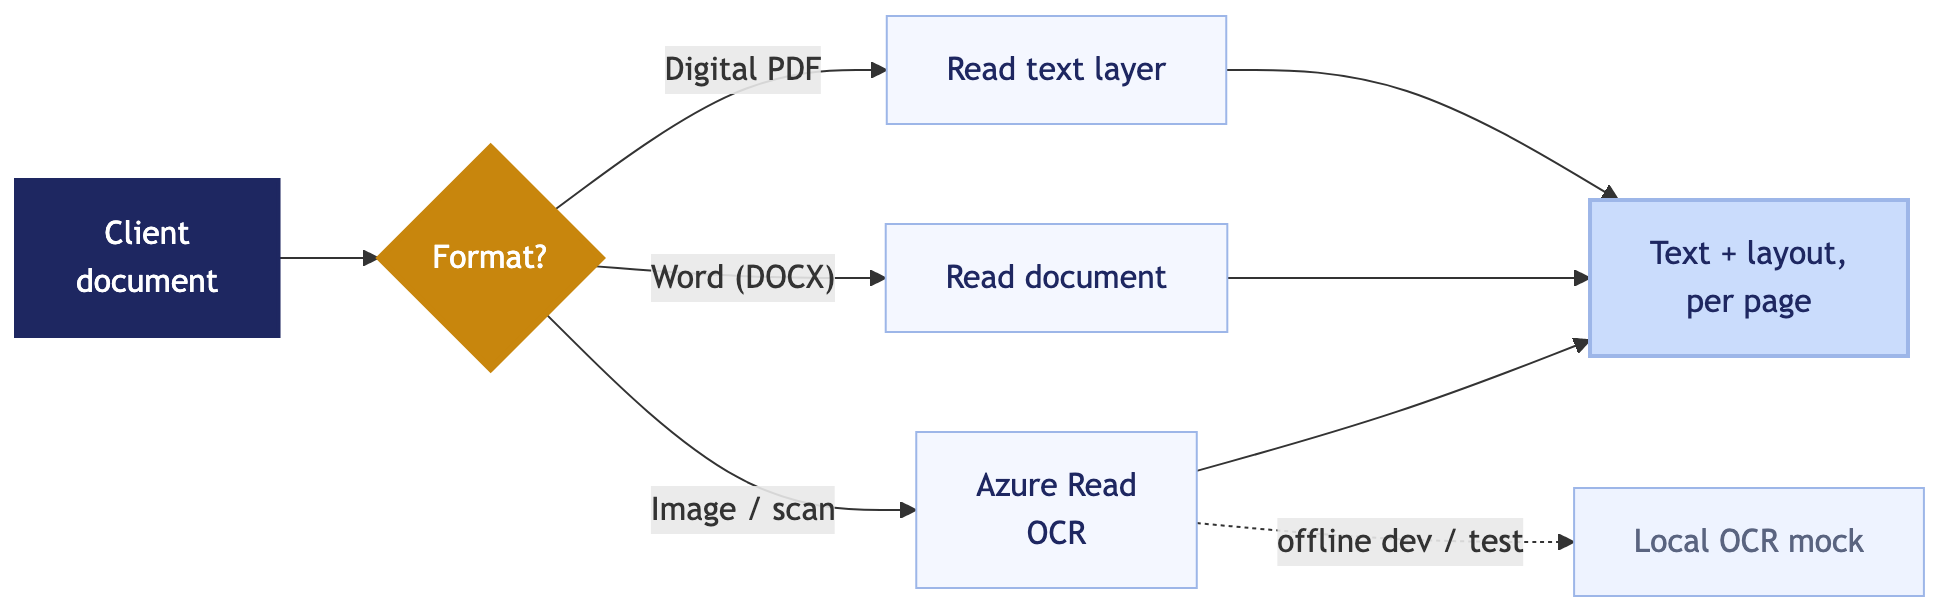 Client
document
Format?
Digital PDF
Word (DOCX)
Image / scan
Read text layer
Read document
Azure Read
OCR
offline dev / test
Text + layout,
per page
Local OCR mock